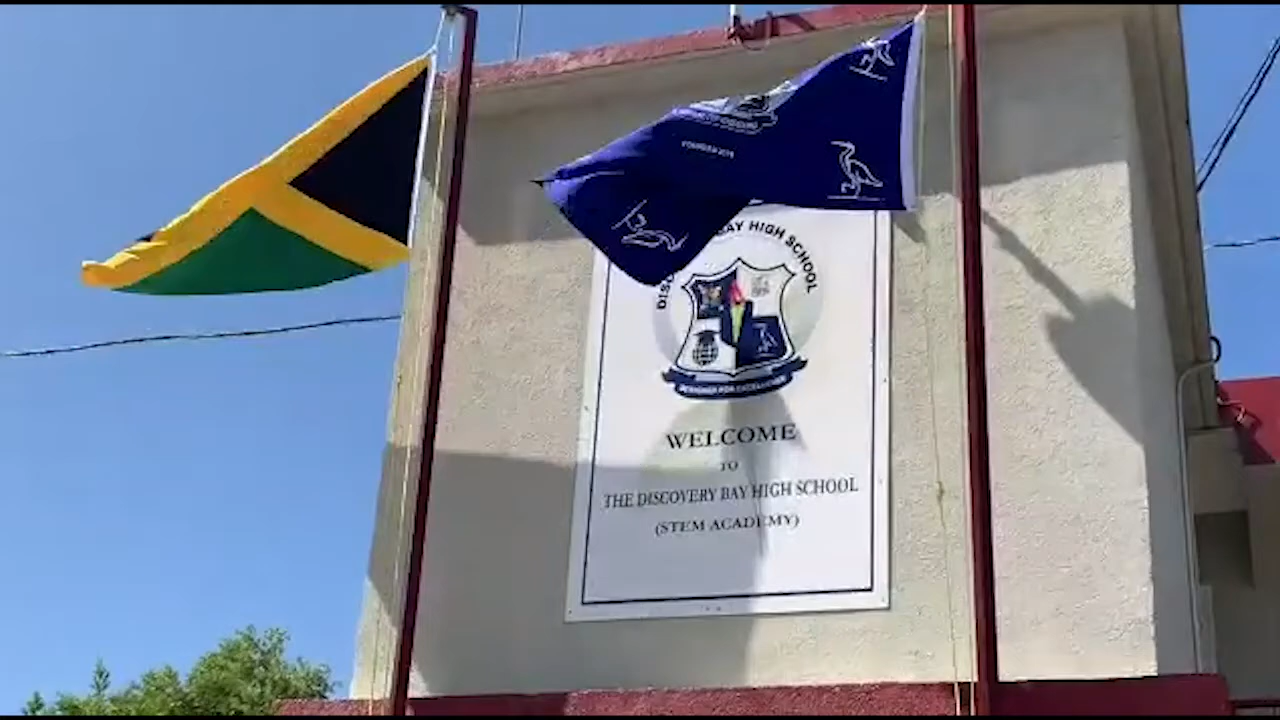 BAY HIGH SCHOOL
WELCOME
TO
THE DISCOVERY BAY HIGH SCHOOL
(STEM ACADEMY)